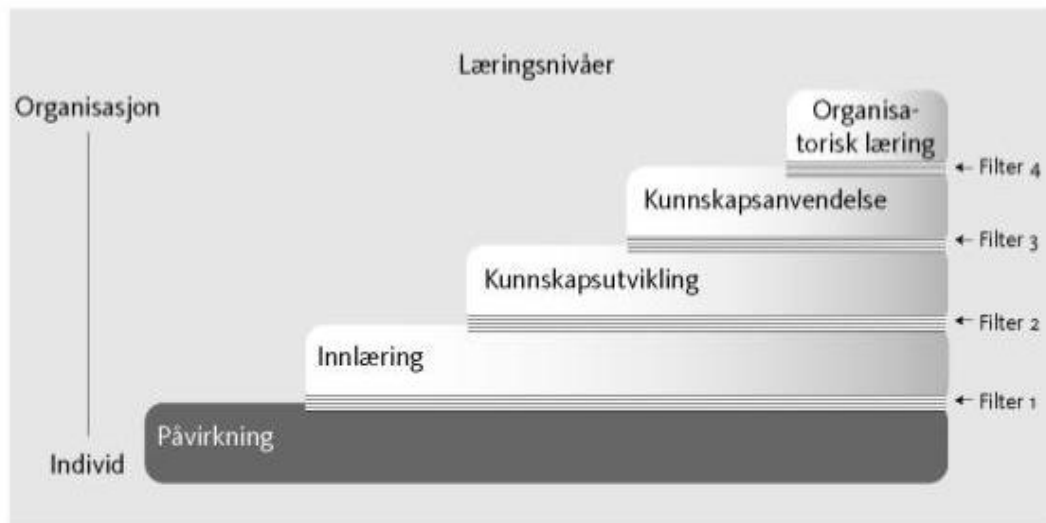 Læringsnivåer
Organisasjon
Organisa-
torisk læring
← Filter 4
Kunnskapsanvendelse
← Filter 3
Kunnskapsutvikling
← Filter 2
Innlæring
← Filter 1
Påvirkning
Individ